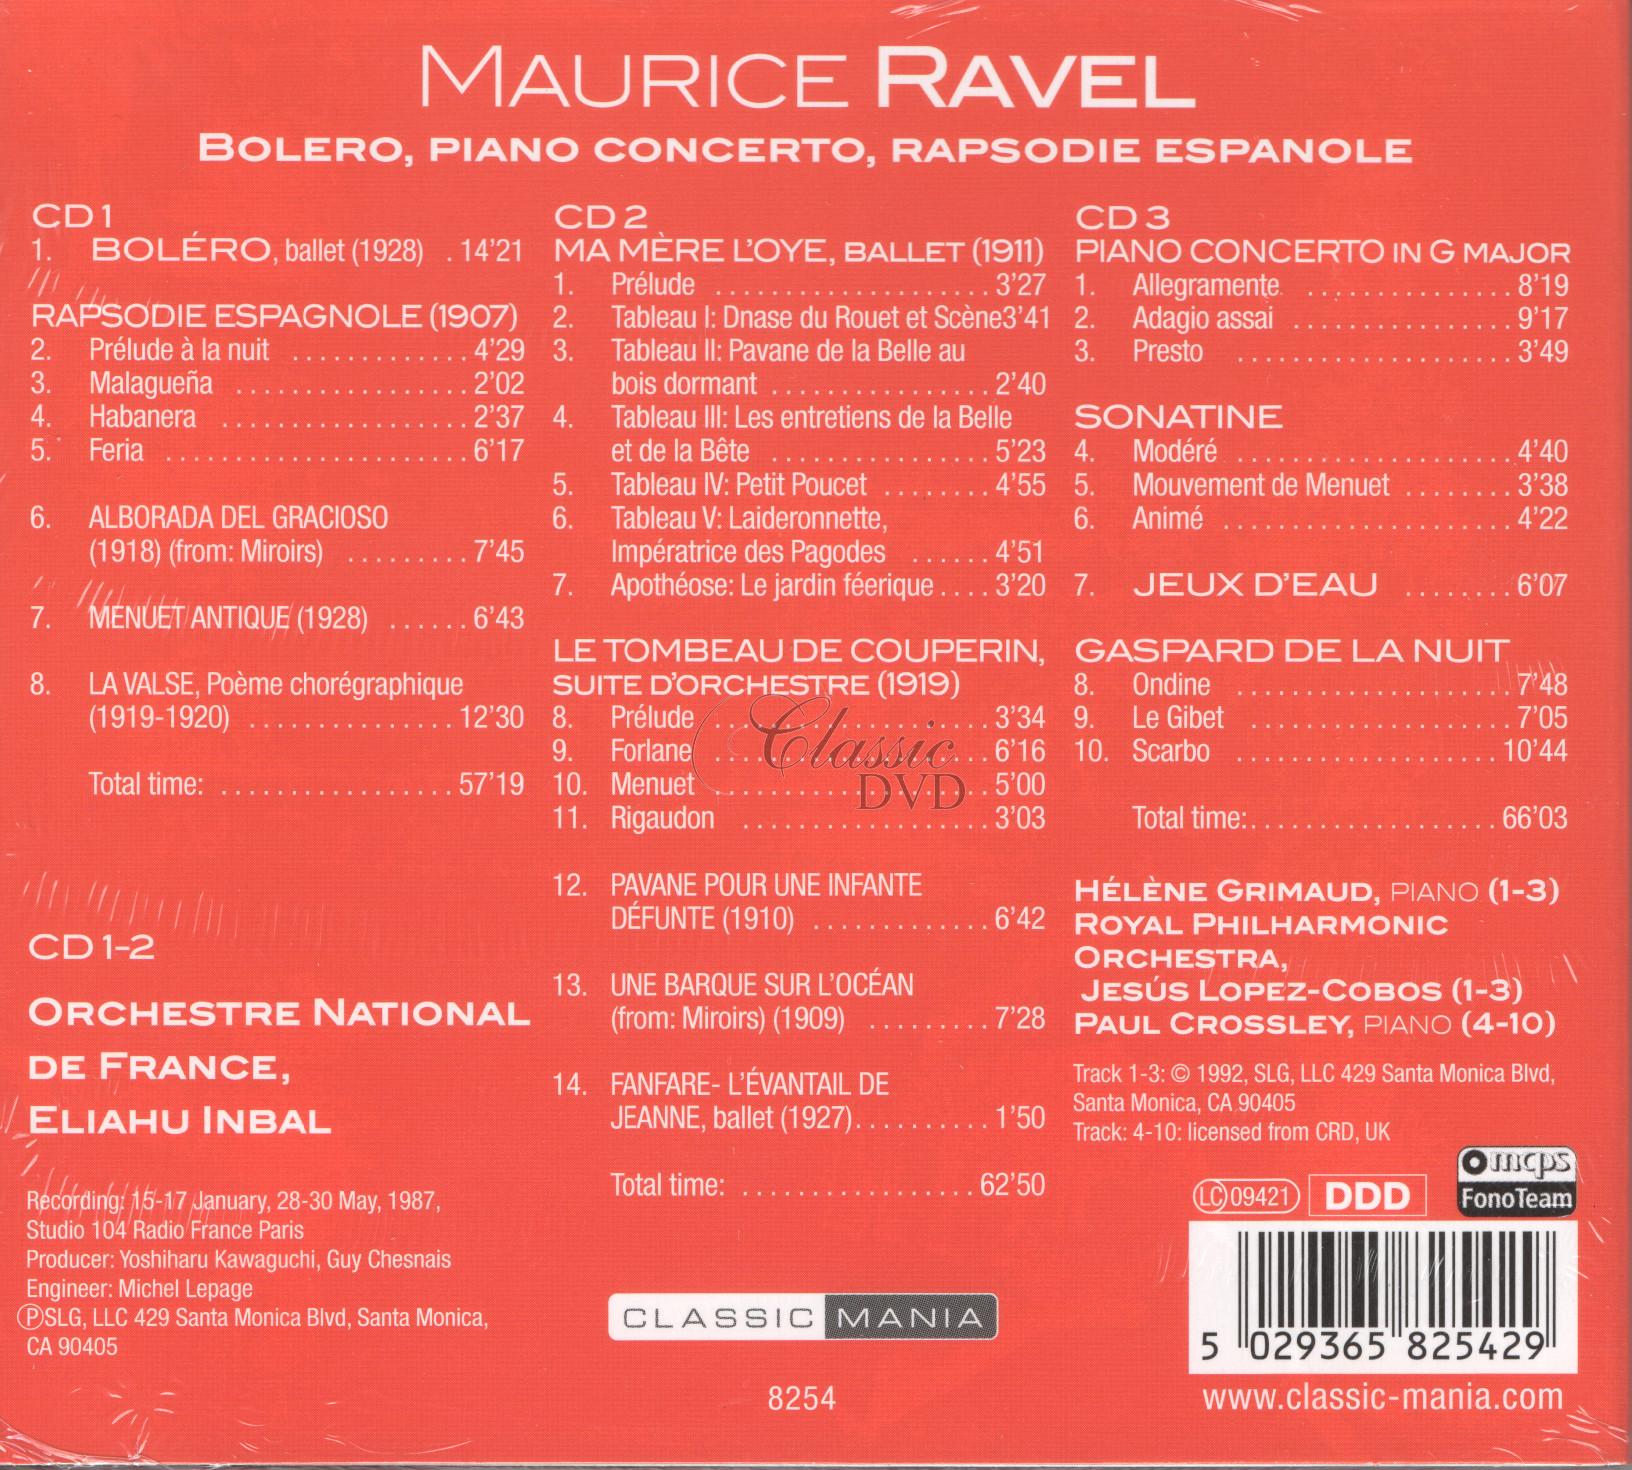 MAURICE RAVEL
BOLERO, PIANO CONCERTO, RAPSODIE ESPANOLE
CD 1
1. BOLÉRO, ballet (1928) . 14'21
RAPSODIE ESPAGNOLE (1907)
2. Prélude à la nuit ............. 4'29
3. Malagueña ................. 2'02
4. Habanera .................. 2'37
5. Feria ...................... 6'17
6. ALBORADA DEL GRACIOSO
(1918) (from: Miroirs) ......... 7'45
7. MENUET ANTIQUE (1928) ...... 6'43
8. LA VALSE, Poème chorégraphique
(1919-1920) ............... 12'30
Total time: ................. 57'19
CD 1-2
ORCHESTRE NATIONAL
DE FRANCE,
ELIAHU INBAL
Recording: 15-17 January, 28-30 May, 1987,
Studio 104 Radio France Paris
Producer: Yoshiharu Kawaguchi, Guy Chesnais
Engineer: Michel Lepage
ⓅSLG, LLC 429 Santa Monica Blvd, Santa Monica,
CA 90405
CD 2
MA MÈRE L'OYE, BALLET (1911)
1. Prélude .................... 3'27
2. Tableau I: Dnase du Rouet et Scène3'41
3. Tableau II: Pavane de la Belle au
bois dormant ................ 2'40
4. Tableau III: Les entretiens de la Belle
et de la Bête ................ 5'23
5. Tableau IV: Petit Poucet ........ 4'55
6. Tableau V: Laideronnette,
Impératrice des Pagodes ...... 4'51
7. Apothéose: Le jardin féerique .... 3'20
LE TOMBEAU DE COUPERIN,
SUITE D'ORCHESTRE (1919)
8. Prélude .................... 3'34
9. Forlane .................... 6'16
10. Menuet .................... 5'00
11. Rigaudon .................. 3'03
12. PAVANE POUR UNE INFANTE
DÉFUNTE (1910) ............. 6'42
13. UNE BARQUE SUR L'OCÉAN
(from: Miroirs) (1909) ......... 7'28
14. FANFARE- L'ÉVANTAIL DE
JEANNE, ballet (1927).......... 1'50
Total time: ................. 62'50
Classic
DVD
CLASSIC MANIA
8254
CD 3
PIANO CONCERTO IN G MAJOR
1. Allegramente ............... 8'19
2. Adagio assai ................ 9'17
3. Presto .................... 3'49
SONATINE
4. Modéré .................... 4'40
5. Mouvement de Menuet ........ 3'38
6. Animé ..................... 4'22
7. JEUX D'EAU ........ 6'07
GASPARD DE LA NUIT
8. Ondine .................... 7'48
9. Le Gibet ................... 7'05
10. Scarbo ................... 10'44
Total time:.................. 66'03
HÉLÈNE GRIMAUD, PIANO (1-3)
ROYAL PHILHARMONIC
ORCHESTRA,
JESÚS LOPEZ-COBOS (1-3)
PAUL CROSSLEY, PIANO (4-10)
Track 1-3: © 1992, SLG, LLC 429 Santa Monica Blvd,
Santa Monica, CA 90405
Track: 4-10: licensed from CRD, UK
LC 09421
DDD
mcps
FonoTeam
5 029365 825429
www.classic-mania.com